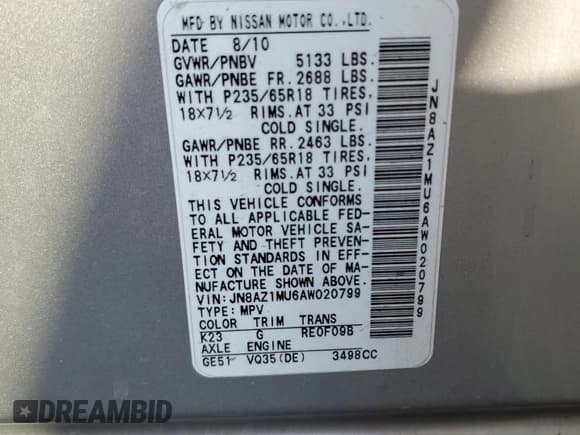 MFD BY NISSAN MOTOR CO.,LTD.
DATE 8/10
GVWR/PNBV 5133 LBS.
GAWR/PNBE FR. 2688 LBS.
WITH P235/65R18 TIRES,
18X7½ RIMS.AT 33 PSI
COLD SINGLE.
GAWR/PNBE RR. 2463 LBS.
WITH P235/65R18 TIRES,
18X7½ RIMS.AT 33 PSI
COLD SINGLE.
THIS VEHICLE CONFORMS
TO ALL APPLICABLE FED-
ERAL MOTOR VEHICLE SA-
FETY AND THEFT PREVEN-
TION STANDARDS IN EFF-
ECT ON THE DATE OF MA-
NUFACTURE SHOWN ABOVE.
VIN: JN8AZ1MU6AW020799
TYPE: MPV
COLOR TRIM TRANS
K23 G RE0F09B
AXLE ENGINE
GE51 VQ35(DE) 3498CC
JN8AZ1MU6AW020799
DREAMBID